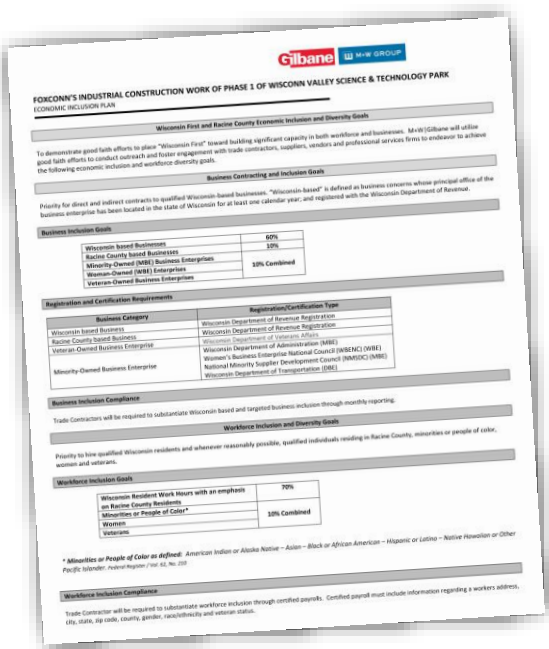 Gilbane M+W GROUP
FOXCONN'S INDUSTRIAL CONSTRUCTION WORK OF PHASE 1 OF WISCONN VALLEY SCIENCE & TECHNOLOGY PARK
ECONOMIC INCLUSION PLAN
Wisconsin First and Racine County Economic Inclusion and Diversity Goals
To demonstrate good faith efforts to place "Wisconsin First" toward building significant capacity in both workforce and businesses. M+W|Gilbane will utilize
good faith efforts to conduct outreach and foster engagement with trade contractors, suppliers, vendors and professional services firms to endeavor to achieve
the following economic inclusion and workforce diversity goals.
Business Contracting and Inclusion Goals
Priority for direct and indirect contracts to qualified Wisconsin-based businesses. "Wisconsin-based" is defined as business concerns whose principal office of the
business enterprise has been located in the state of Wisconsin for at least one calendar year; and registered with the Wisconsin Department of Revenue.
Business Inclusion Goals
Wisconsin based Businesses 60%
Racine County based Businesses 10%
Minority-Owned (MBE) Business Enterprises
Woman-Owned (WBE) Enterprises 10% Combined
Veteran-Owned Business Enterprises
Registration and Certification Requirements
Business Category Registration/Certification Type
Wisconsin based Business Wisconsin Department of Revenue Registration
Racine County based Business Wisconsin Department of Revenue Registration
Veteran-Owned Business Enterprise Wisconsin Department of Veterans Affairs
Minority-Owned Business Enterprise Wisconsin Department of Administration (MBE)
Women's Business Enterprise National Council (WBENC) (WBE)
National Minority Supplier Development Council (NMSDC) (MBE)
Wisconsin Department of Transportation (DBE)
Business Inclusion Compliance
Trade Contractors will be required to substantiate Wisconsin based and targeted business inclusion through monthly reporting.
Workforce Inclusion and Diversity Goals
Priority to hire qualified Wisconsin residents and whenever reasonably possible, qualified individuals residing in Racine County, minorities or people of color,
women and veterans.
Workforce Inclusion Goals
Wisconsin Resident Work Hours with an emphasis 70%
on Racine County Residents
Minorities or People of Color*
Women 10% Combined
Veterans
* Minorities or People of Color as defined: American Indian or Alaska Native – Asian – Black or African American – Hispanic or Latino – Native Hawaiian or Other
Pacific Islander. Federal Register / Vol. 62, No. 210.
Workforce Inclusion Compliance
Trade Contractor will be required to substantiate workforce inclusion through certified payrolls. Certified payroll must include information regarding a workers address,
city, state, zip code, county, gender, race/ethnicity and veteran status.